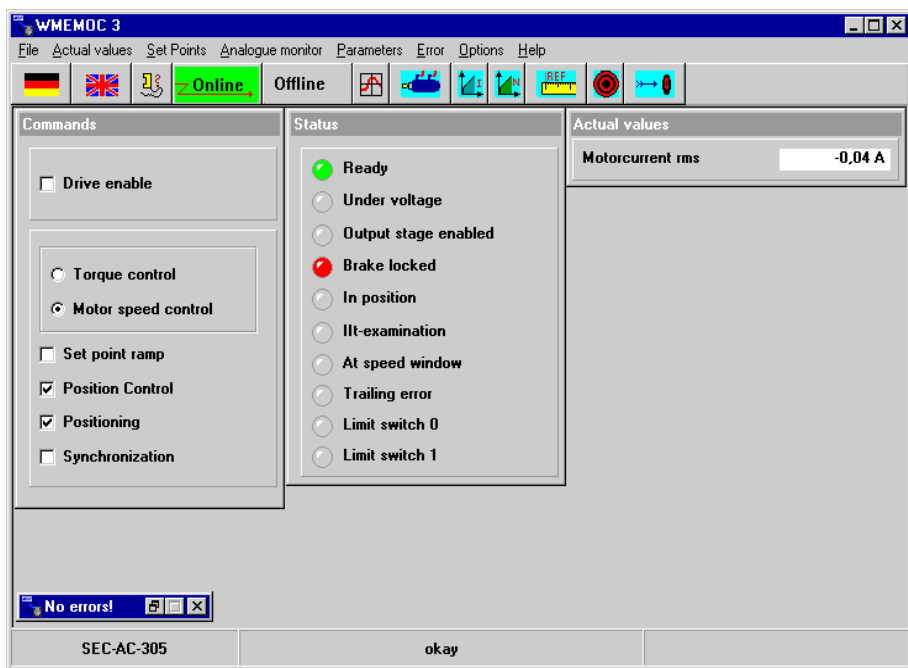 WMEMOC 3
File Actual values Set Points Analogue monitor Parameters Error Options Help
Online Offline REF
Commands
Drive enable
Torque control
Motor speed control
Set point ramp
Position Control
Positioning
Synchronization
Status
Ready
Under voltage
Output stage enabled
Brake locked
In position
IIt-examination
At speed window
Trailing error
Limit switch 0
Limit switch 1
Actual values
Motorcurrent rms -0,04 A
No errors!
SEC-AC-305 okay